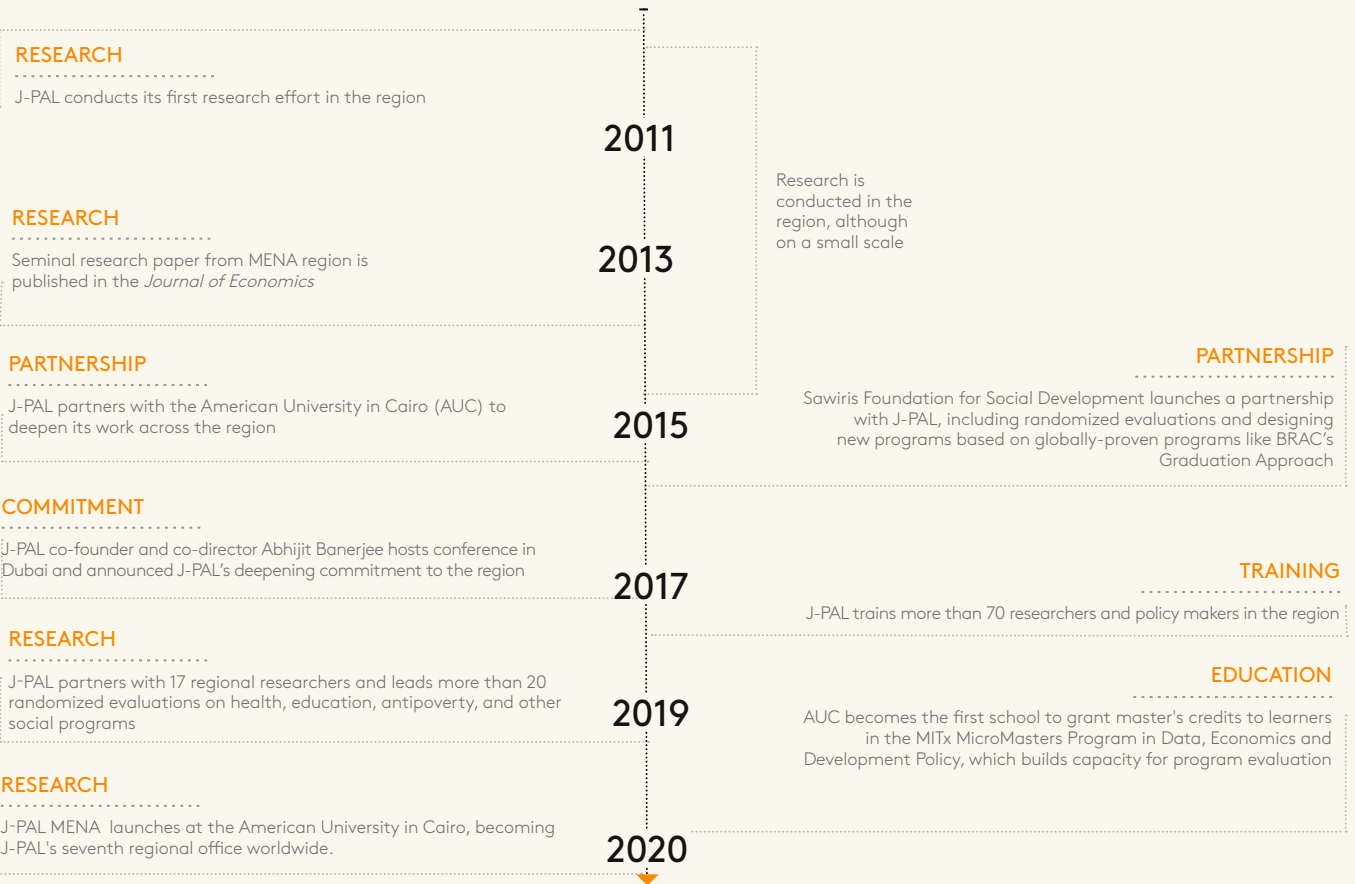 RESEARCH
J-PAL conducts its first research effort in the region
2011
Research is
conducted in the
region, although
on a small scale
RESEARCH
Seminal research paper from MENA region is
published in the Journal of Economics
2013
PARTNERSHIP
J-PAL partners with the American University in Cairo (AUC) to
deepen its work across the region
2015
PARTNERSHIP
Sawiris Foundation for Social Development launches a partnership
with J-PAL, including randomized evaluations and designing
new programs based on globally-proven programs like BRAC's
Graduation Approach
COMMITMENT
J-PAL co-founder and co-director Abhijit Banerjee hosts conference in
Dubai and announced J-PAL's deepening commitment to the region
2017
TRAINING
J-PAL trains more than 70 researchers and policy makers in the region
RESEARCH
J-PAL partners with 17 regional researchers and leads more than 20
randomized evaluations on health, education, antipoverty, and other
social programs
2019
EDUCATION
AUC becomes the first school to grant master's credits to learners
in the MITx MicroMasters Program in Data, Economics and
Development Policy, which builds capacity for program evaluation
RESEARCH
J-PAL MENA launches at the American University in Cairo, becoming
J-PAL's seventh regional office worldwide.
2020